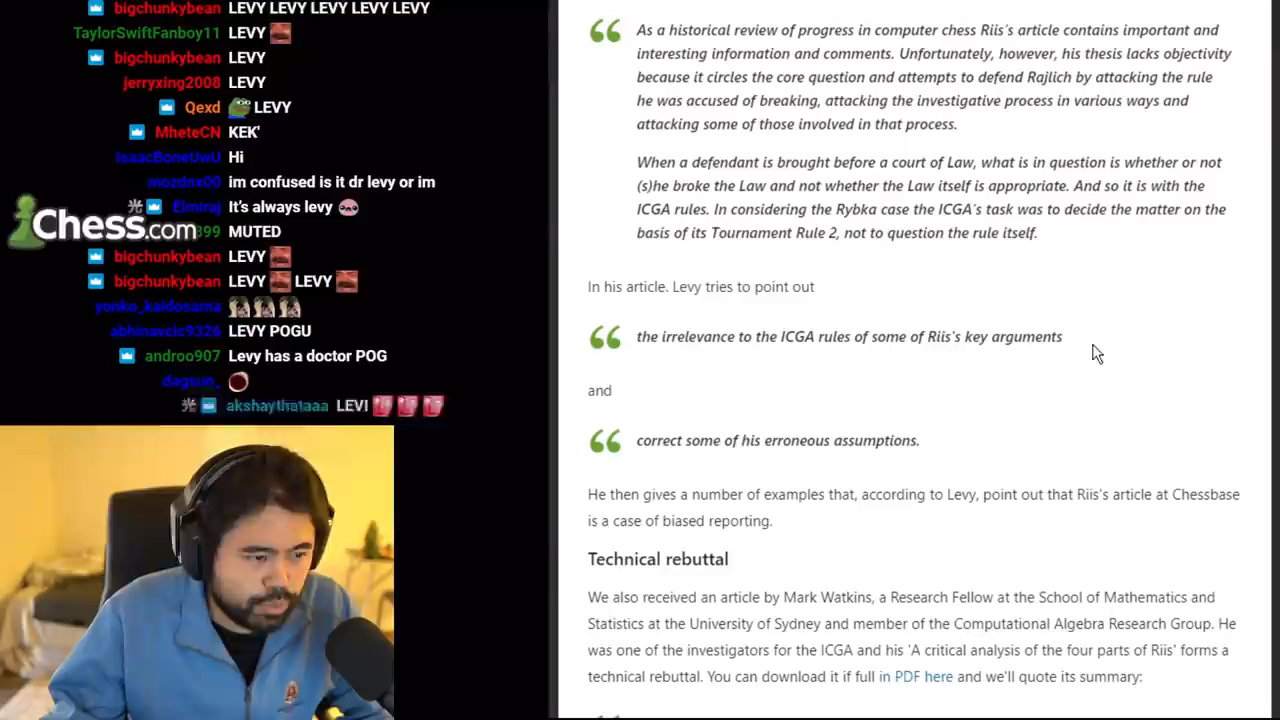 bigchunkybean LEVY LEVY LEVY LEVY LEVY
TaylorSwiftFanboy11 LEVY
bigchunkybean LEVY
jerryxing2008 LEVY
Qexd LEVY
MheteCN KEK'
IsaacBoneUwU Hi
mozdnx00 im confused is it dr levy or im
光 Elmiraj It's always levy
Chess.com
399 MUTED
bigchunkybean LEVY
bigchunkybean LEVY LEVY
yonko_kaidosama
abhinavcic9326 LEVY POGU
androo907 Levy has a doctor POG
dagsun_
光 akshaythataaa LEVI
As a historical review of progress in computer chess Riis's article contains important and
interesting information and comments. Unfortunately, however, his thesis lacks objectivity
because it circles the core question and attempts to defend Rajlich by attacking the rule
he was accused of breaking, attacking the investigative process in various ways and
attacking some of those involved in that process.
When a defendant is brought before a court of Law, what is in question is whether or not
(s)he broke the Law and not whether the Law itself is appropriate. And so it is with the
ICGA rules. In considering the Rybka case the ICGA's task was to decide the matter on the
basis of its Tournament Rule 2, not to question the rule itself.
In his article. Levy tries to point out
the irrelevance to the ICGA rules of some of Riis's key arguments
and
correct some of his erroneous assumptions.
He then gives a number of examples that, according to Levy, point out that Riis's article at Chessbase
is a case of biased reporting.
Technical rebuttal
We also received an article by Mark Watkins, a Research Fellow at the School of Mathematics and
Statistics at the University of Sydney and member of the Computational Algebra Research Group. He
was one of the investigators for the ICGA and his 'A critical analysis of the four parts of Riis' forms a
technical rebuttal. You can download it if full in PDF here and we'll quote its summary: